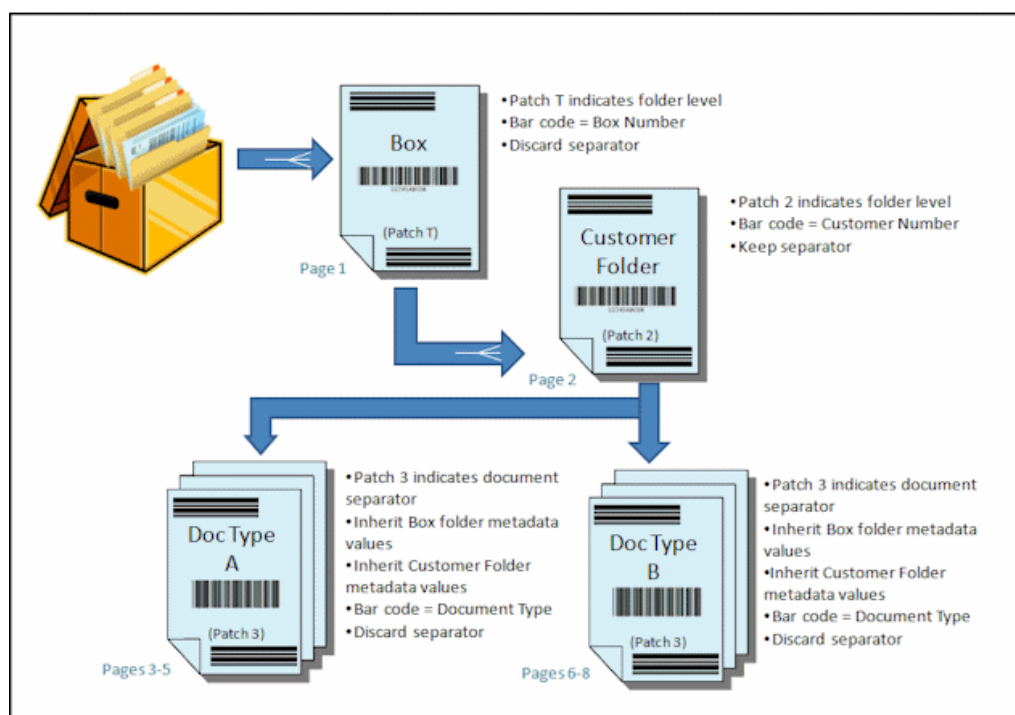 Box
(Patch T)
Page 1
•Patch T indicates folder level
•Bar code = Box Number
•Discard separator
Customer
Folder
(Patch 2)
Page 2
•Patch 2 indicates folder level
•Bar code = Customer Number
•Keep separator
Doc Type
A
(Patch 3)
Pages 3-5
•Patch 3 indicates document
separator
•Inherit Box folder metadata
values
•Inherit Customer Folder
metadata values
•Bar code = Document Type
•Discard separator
Doc Type
B
(Patch 3)
Pages 6-8
•Patch 3 indicates document
separator
•Inherit Box folder metadata
values
•Inherit Customer Folder
metadata values
•Bar code = Document Type
•Discard separator